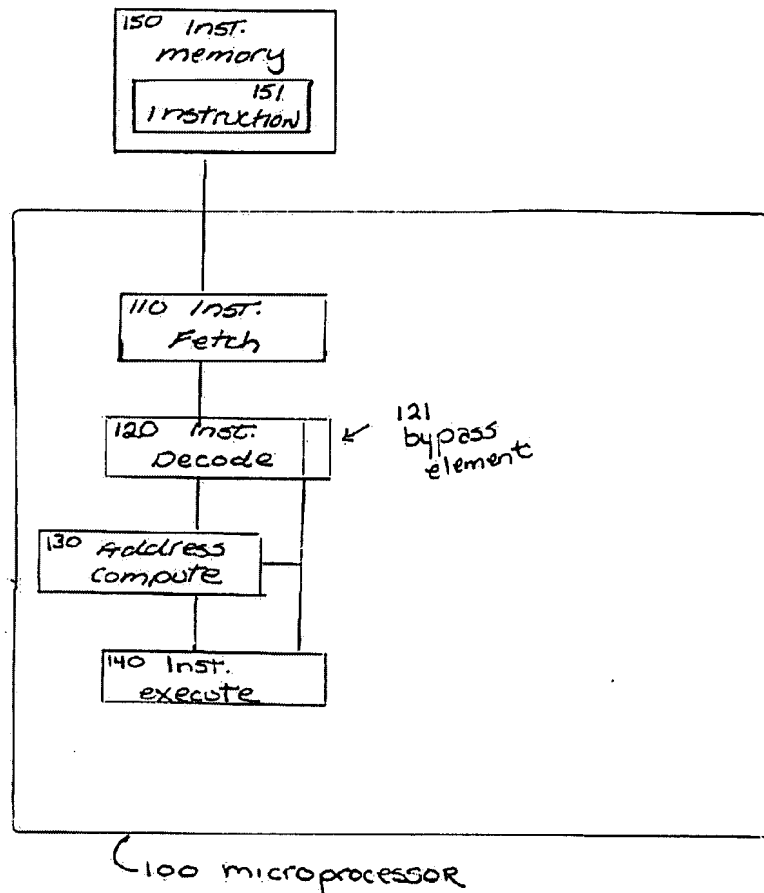 150 Inst.
memory
151
Instruction
110 Inst.
Fetch
120 Inst.
Decode
121
bypass
element
130 Address
compute
140 Inst.
execute
100 microprocessor